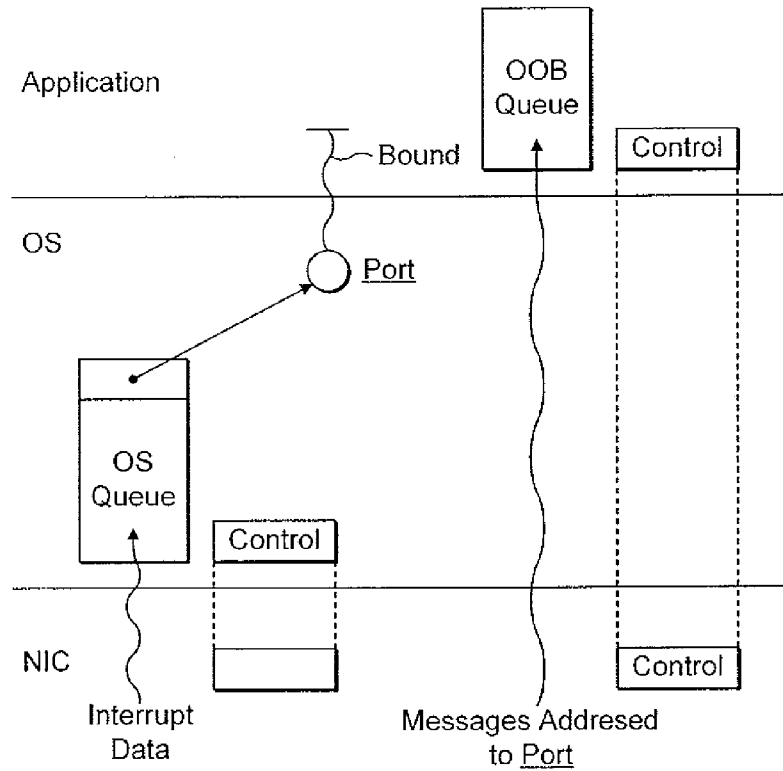 Application
OOB
Queue
Control
Bound
OS
Port
OS
Queue
Control
NIC
Control
Interrupt
Data
Messages Addresed
to Port